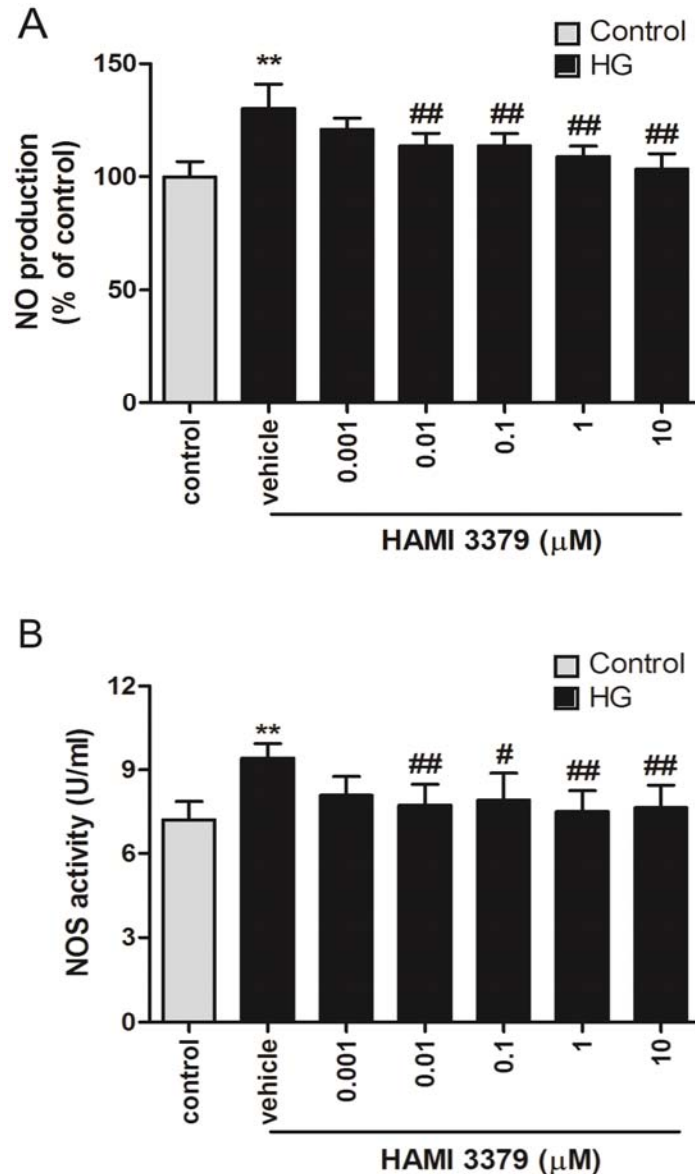 A
Control
HG
NO production
(% of control)
150
100
50
0
**
##
##
##
##
control
vehicle
0.001
0.01
0.1
1
10
HAMI 3379 (μM)
B
Control
HG
NOS activity (U/ml)
12
9
6
3
0
**
##
#
##
##
control
vehicle
0.001
0.01
0.1
1
10
HAMI 3379 (μM)